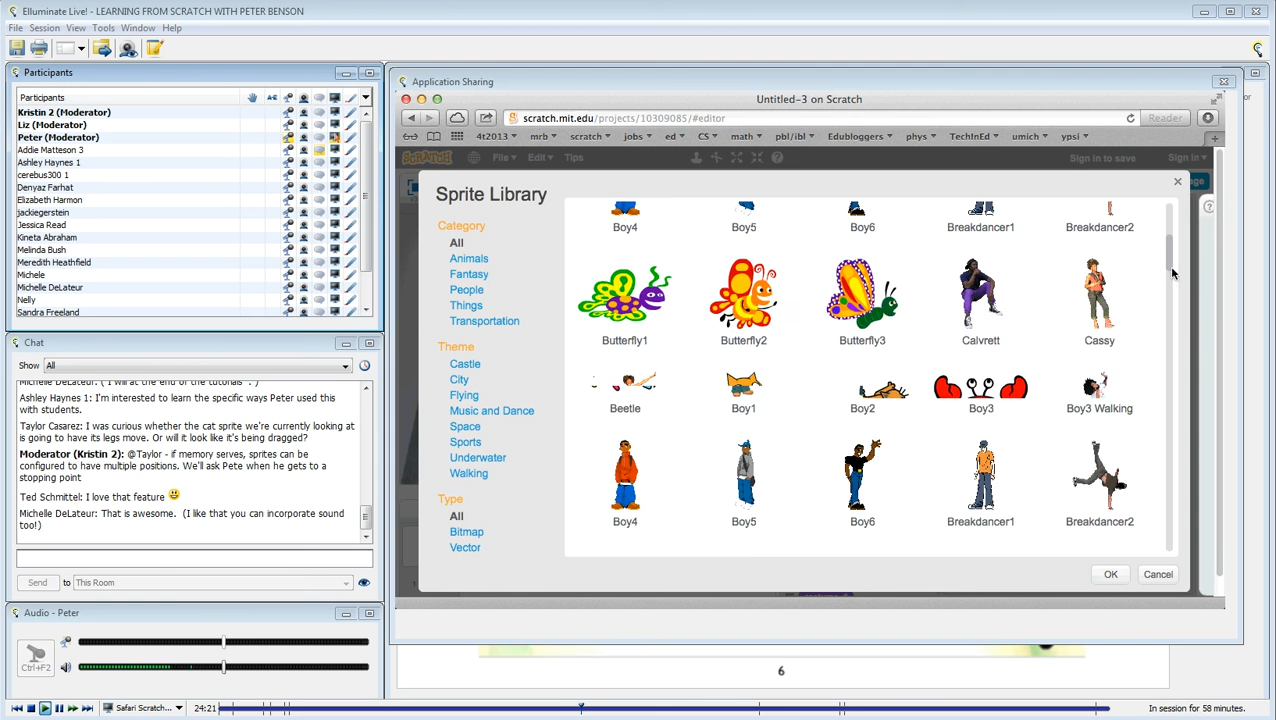 Elluminate Live! - LEARNING FROM SCRATCH WITH PETER BENSON
File Session View Tools Window Help
Participants
Participants
Kristin 2 (Moderator)
Liz (Moderator)
Peter (Moderator)
Addie Matteson 3
Ashley Haynes 1
cerebus300 1
Denyaz Farhat
Elizabeth Harmon
jackiegerstein
Jessica Read
Kineta Abraham
Melinda Bush
Meredith Heathfield
Michele
Michelle DeLateur
Nelly
Sandra Freeland
Chat
Show All
Michelle DeLateur: ( I will at the end of the tutorials . )
Ashley Haynes 1: I'm interested to learn the specific ways Peter used this
with students.
Taylor Casarez: I was curious whether the cat sprite we're currently looking at
is going to have its legs move. Or will it look like it's being dragged?
Moderator (Kristin 2): @Taylor - if memory serves, sprites can be
configured to have multiple positions. We'll ask Pete when he gets to a
stopping point
Ted Schmittel: I love that feature
Michelle DeLateur: That is awesome. (I like that you can incorporate sound
too!)
Send to This Room
Audio - Peter
Ctrl+F2
Application Sharing
Untitled-3 on Scratch
scratch.mit.edu/projects/10309085/#editor
Reader
4t2013 mrb scratch jobs ed CS math pbl/ibl Edubloggers phys TechInEd umich ypsi
SCRATCH File Edit Tips Sign in to save Sign in
Sprite Library
Category
All
Animals
Fantasy
People
Things
Transportation
Theme
Castle
City
Flying
Music and Dance
Space
Sports
Underwater
Walking
Type
All
Bitmap
Vector
Boy4 Boy5 Boy6 Breakdancer1 Breakdancer2
Butterfly1 Butterfly2 Butterfly3 Calvrett Cassy
Beetle Boy1 Boy2 Boy3 Boy3 Walking
Boy4 Boy5 Boy6 Breakdancer1 Breakdancer2
OK Cancel
6
Safari Scratch... 24:21 In session for 58 minutes.